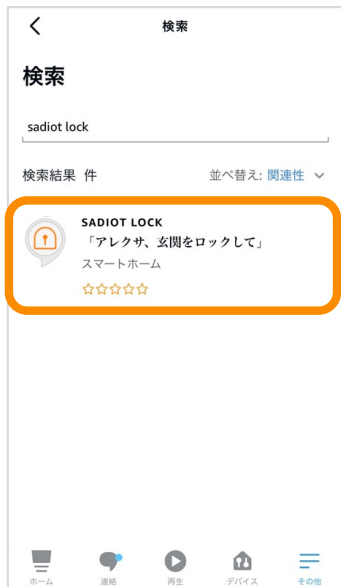 検索
検索
sadiot lock
検索結果 件
並べ替え: 関連性
SADIOT LOCK
「アレクサ、玄関をロックして」
スマートホーム
ホーム
連絡
再生
デバイス
その他